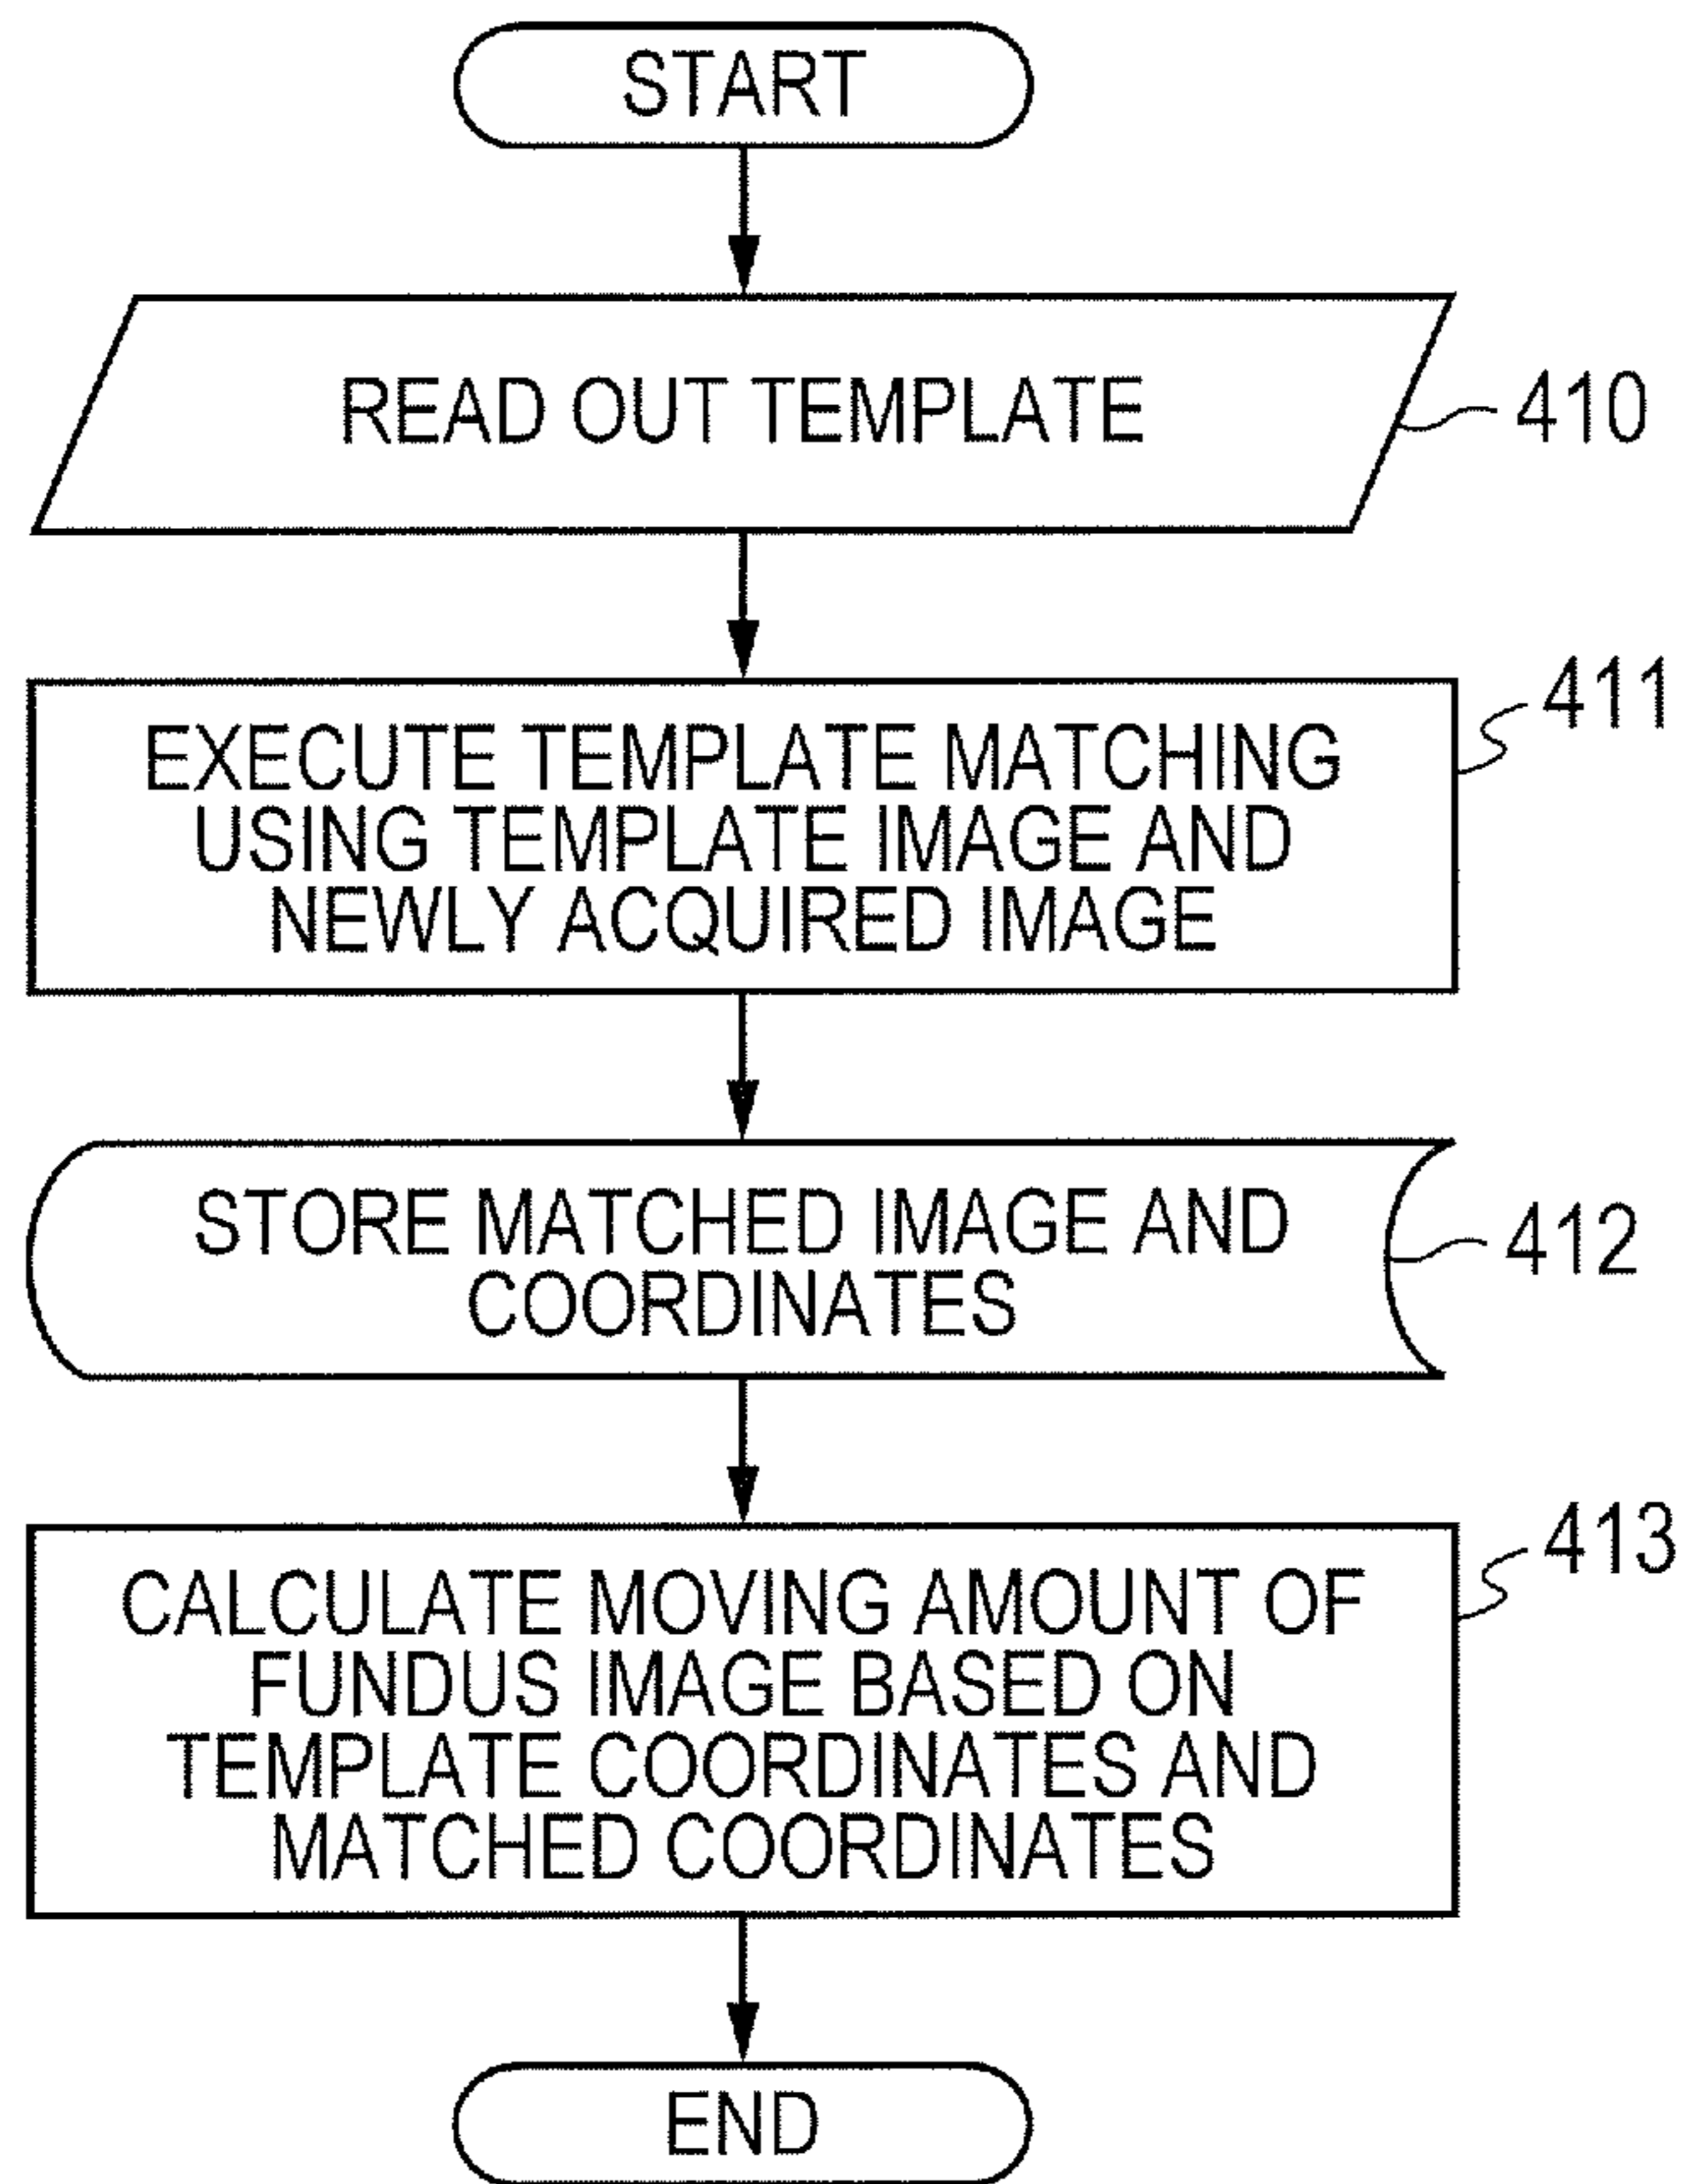 START
READ OUT TEMPLATE
410
EXECUTE TEMPLATE MATCHING
USING TEMPLATE IMAGE AND
NEWLY ACQUIRED IMAGE
411
STORE MATCHED IMAGE AND
COORDINATES
412
CALCULATE MOVING AMOUNT OF
FUNDUS IMAGE BASED ON
TEMPLATE COORDINATES AND
MATCHED COORDINATES
413
END